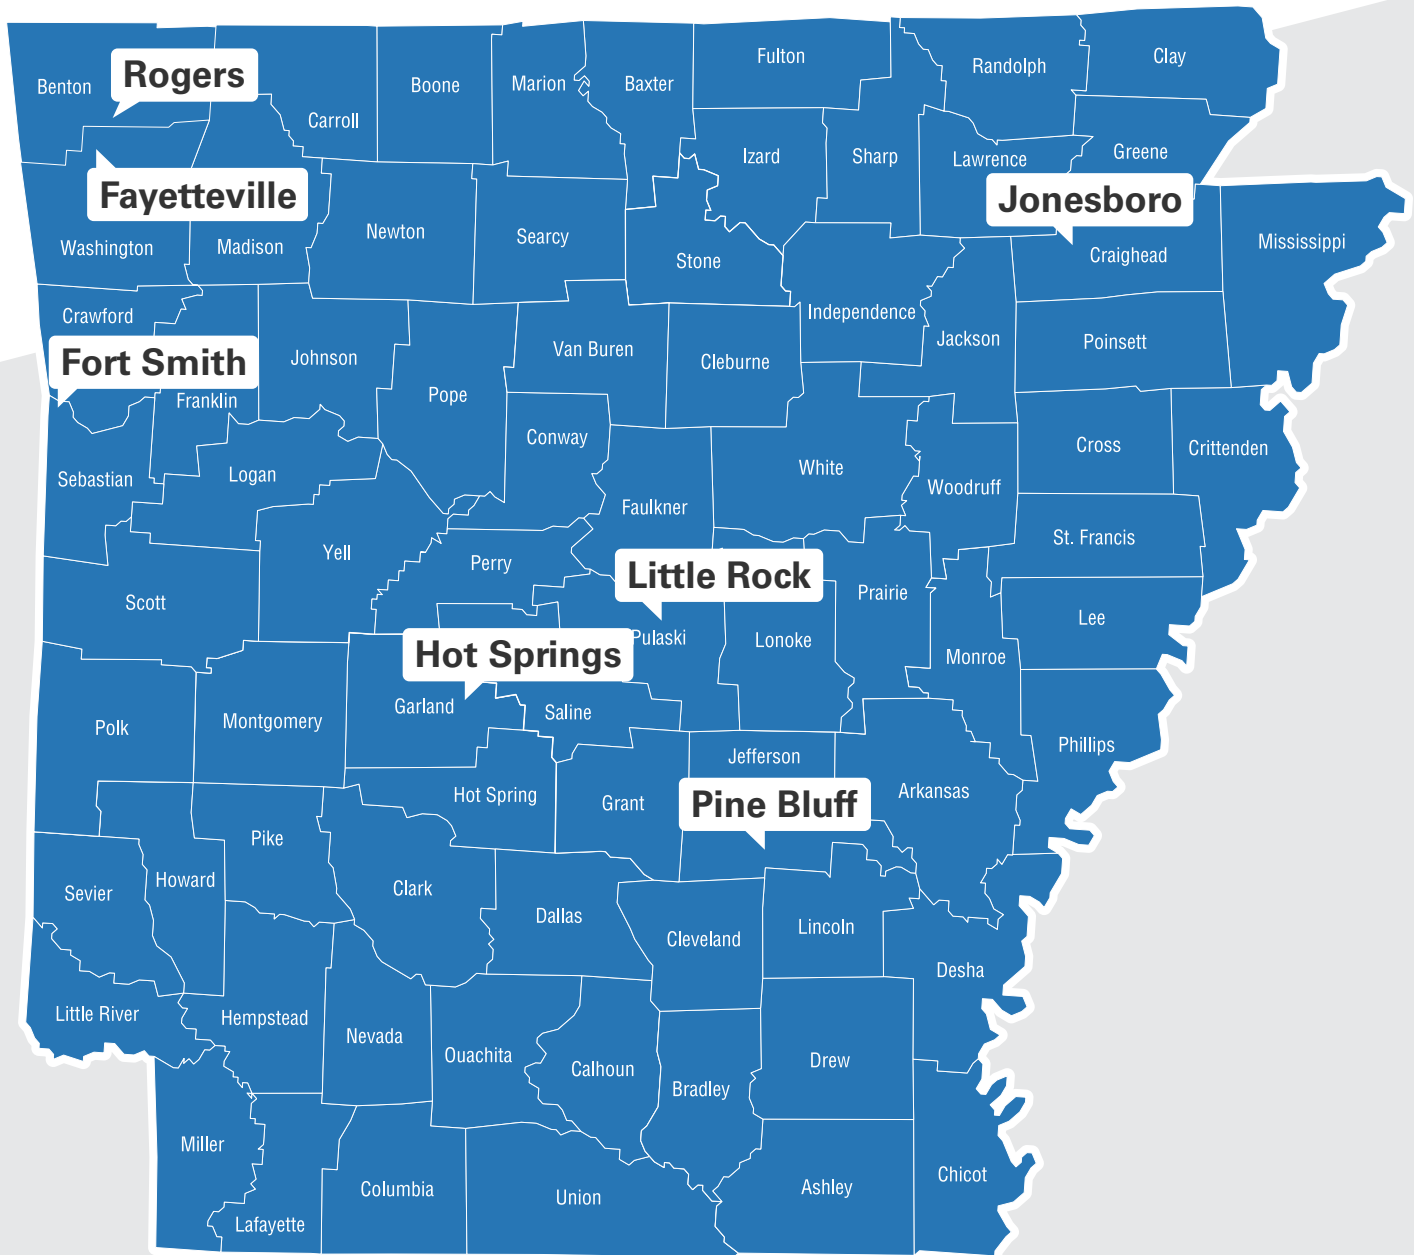 Benton
Rogers
Carroll
Boone
Marion
Baxter
Fulton
Randolph
Clay
Izard
Sharp
Lawrence
Greene
Fayetteville
Jonesboro
Washington
Madison
Newton
Searcy
Stone
Craighead
Mississippi
Crawford
Independence
Jackson
Poinsett
Fort Smith
Johnson
Van Buren
Cleburne
Franklin
Pope
Conway
White
Cross
Crittenden
Sebastian
Logan
Faulkner
Woodruff
St. Francis
Yell
Perry
Little Rock
Prairie
Scott
Lee
Pulaski
Lonoke
Monroe
Hot Springs
Garland
Saline
Polk
Montgomery
Phillips
Jefferson
Hot Spring
Grant
Pine Bluff
Arkansas
Pike
Sevier
Howard
Clark
Dallas
Cleveland
Lincoln
Desha
Little River
Hempstead
Nevada
Ouachita
Calhoun
Bradley
Drew
Miller
Columbia
Union
Ashley
Chicot
Lafayette